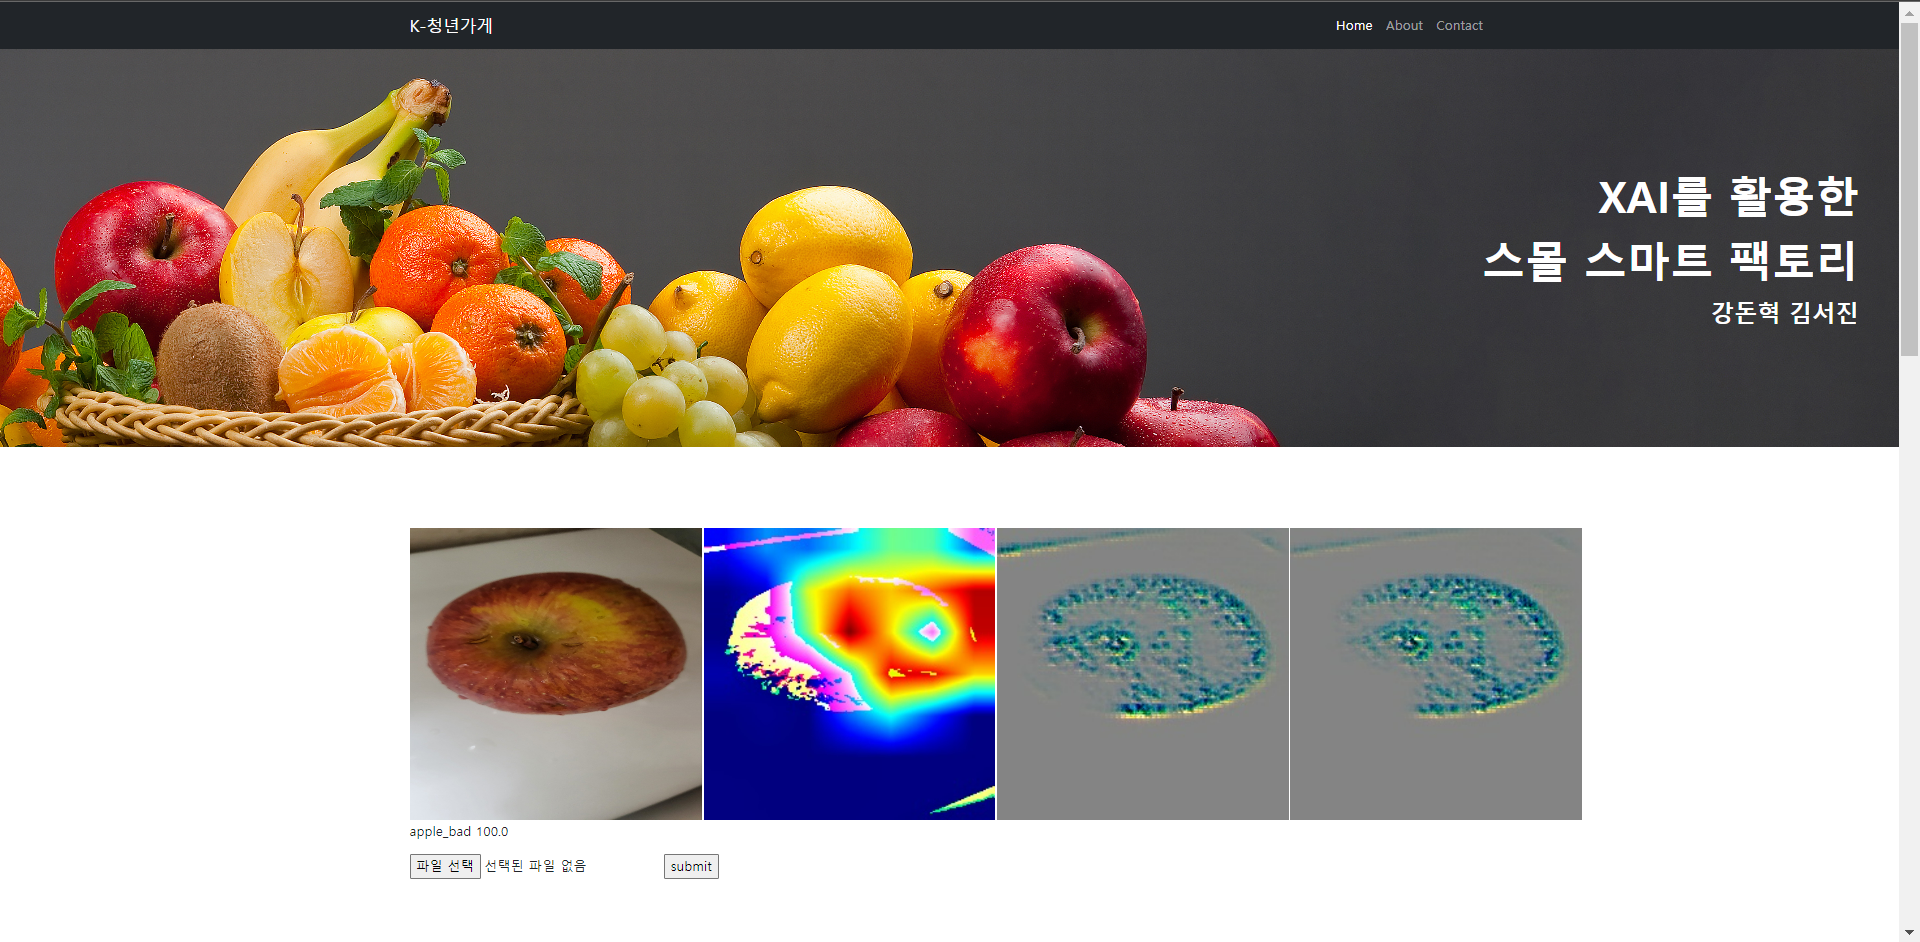 K-청년가게
Home About Contact
XAI를 활용한
스몰 스마트 팩토리
강돈혁 김서진
apple_bad 100.0
파일 선택 선택된 파일 없음 submit